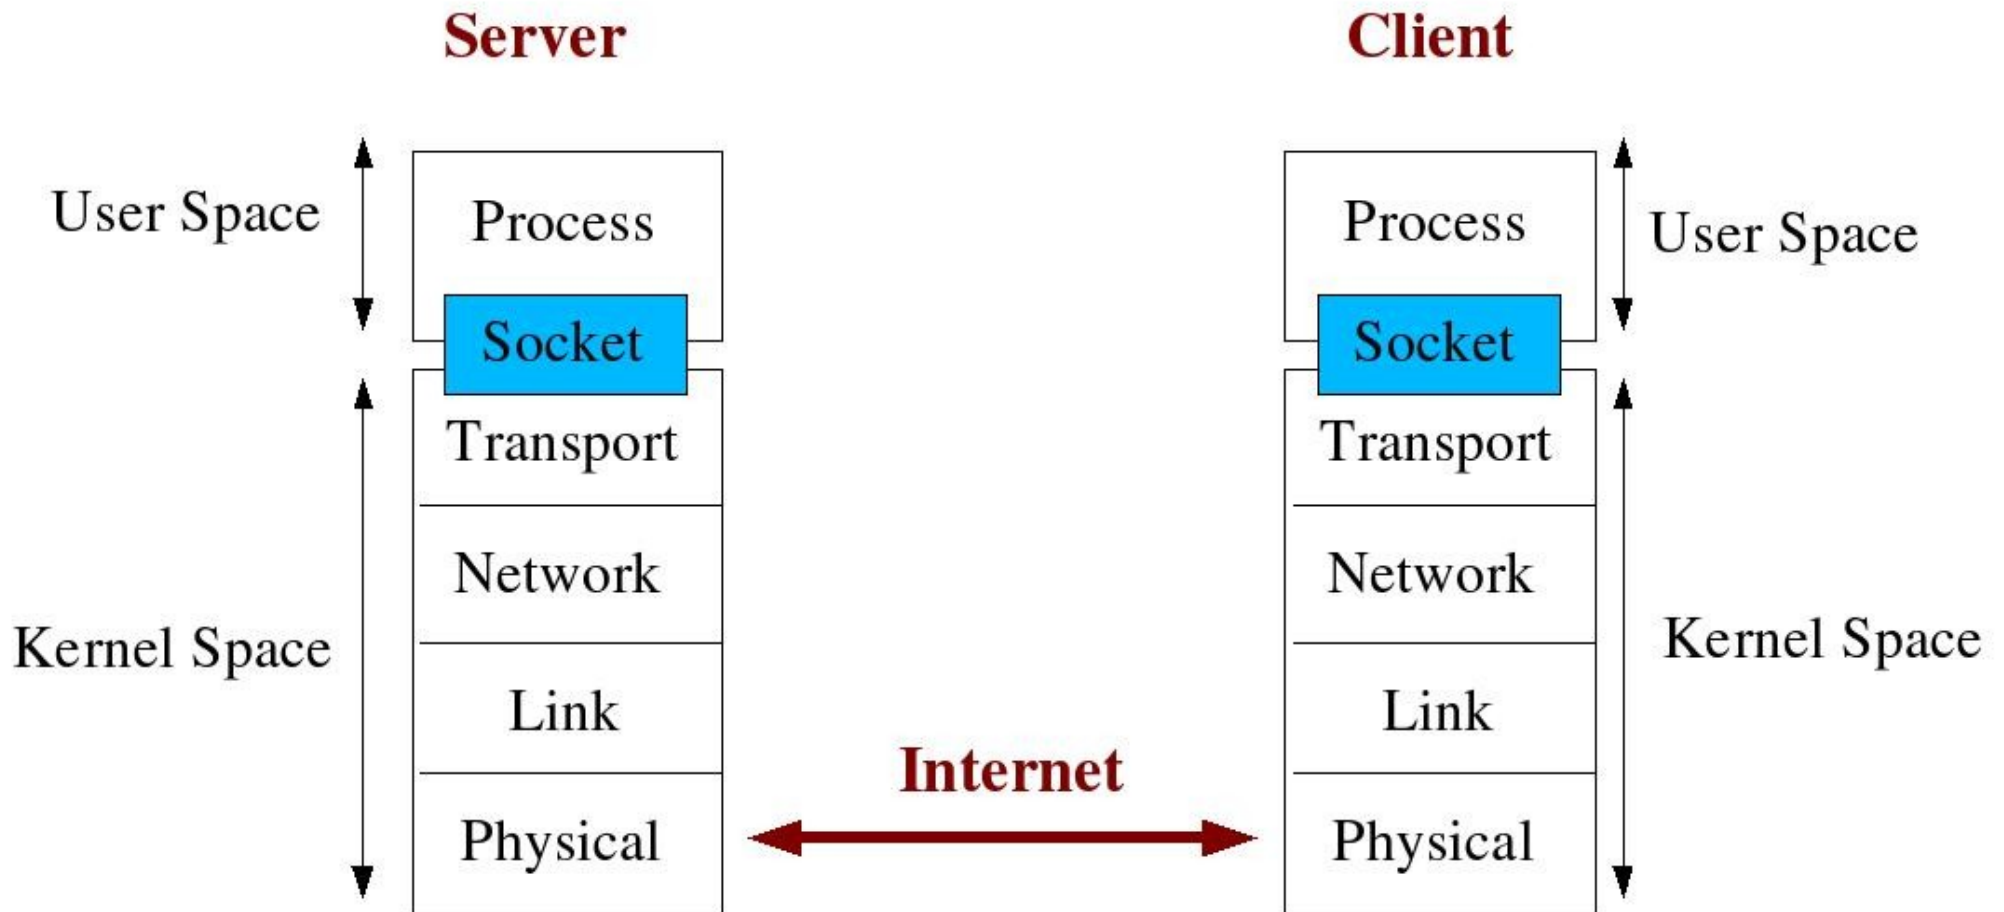 Server
Client
User Space
Process
Process
User Space
Socket
Socket
Transport
Transport
Network
Network
Kernel Space
Kernel Space
Link
Link
Internet
Physical
Physical